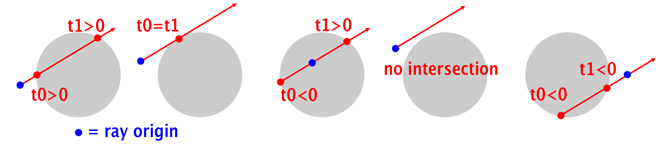 t1>0
t0>0
t0=t1
t1>0
t0<0
no intersection
t1<0
t0<0
= ray origin